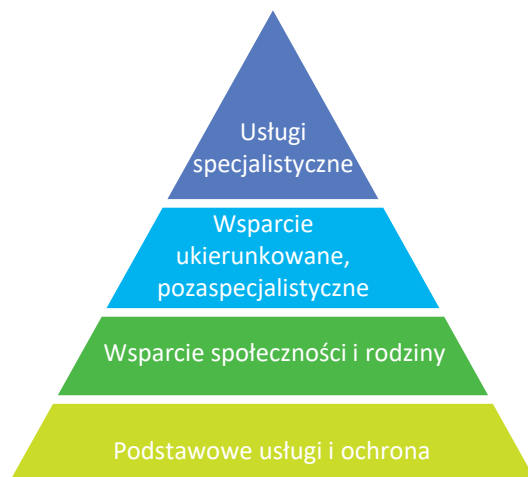 Usługi
specjalistyczne
Wsparcie
ukierunkowane,
pozaspecjalistyczne
Wsparcie społeczności i rodziny
Podstawowe usługi i ochrona